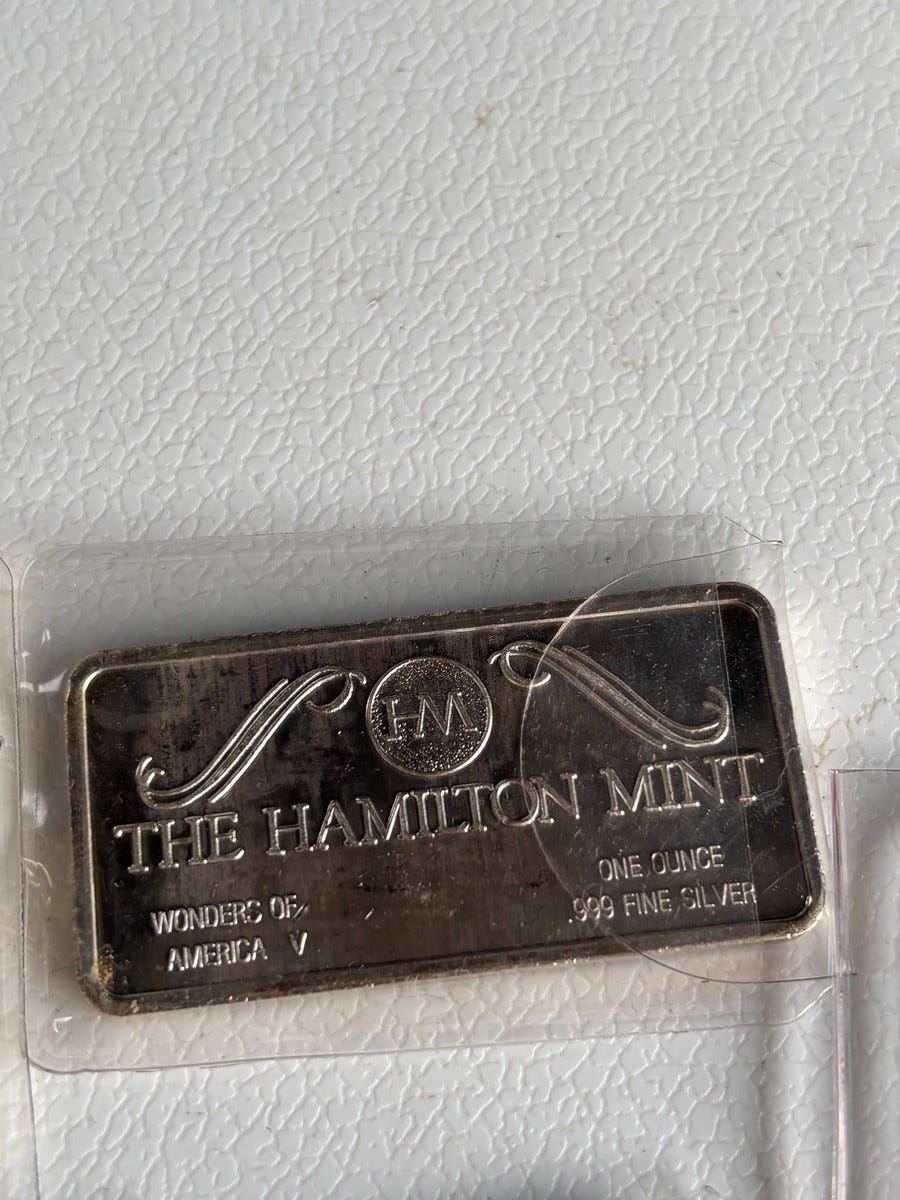 HM
THE HAMILTON MINT
WONDERS OF
AMERICA V
ONE OUNCE
.999 FINE SILVER